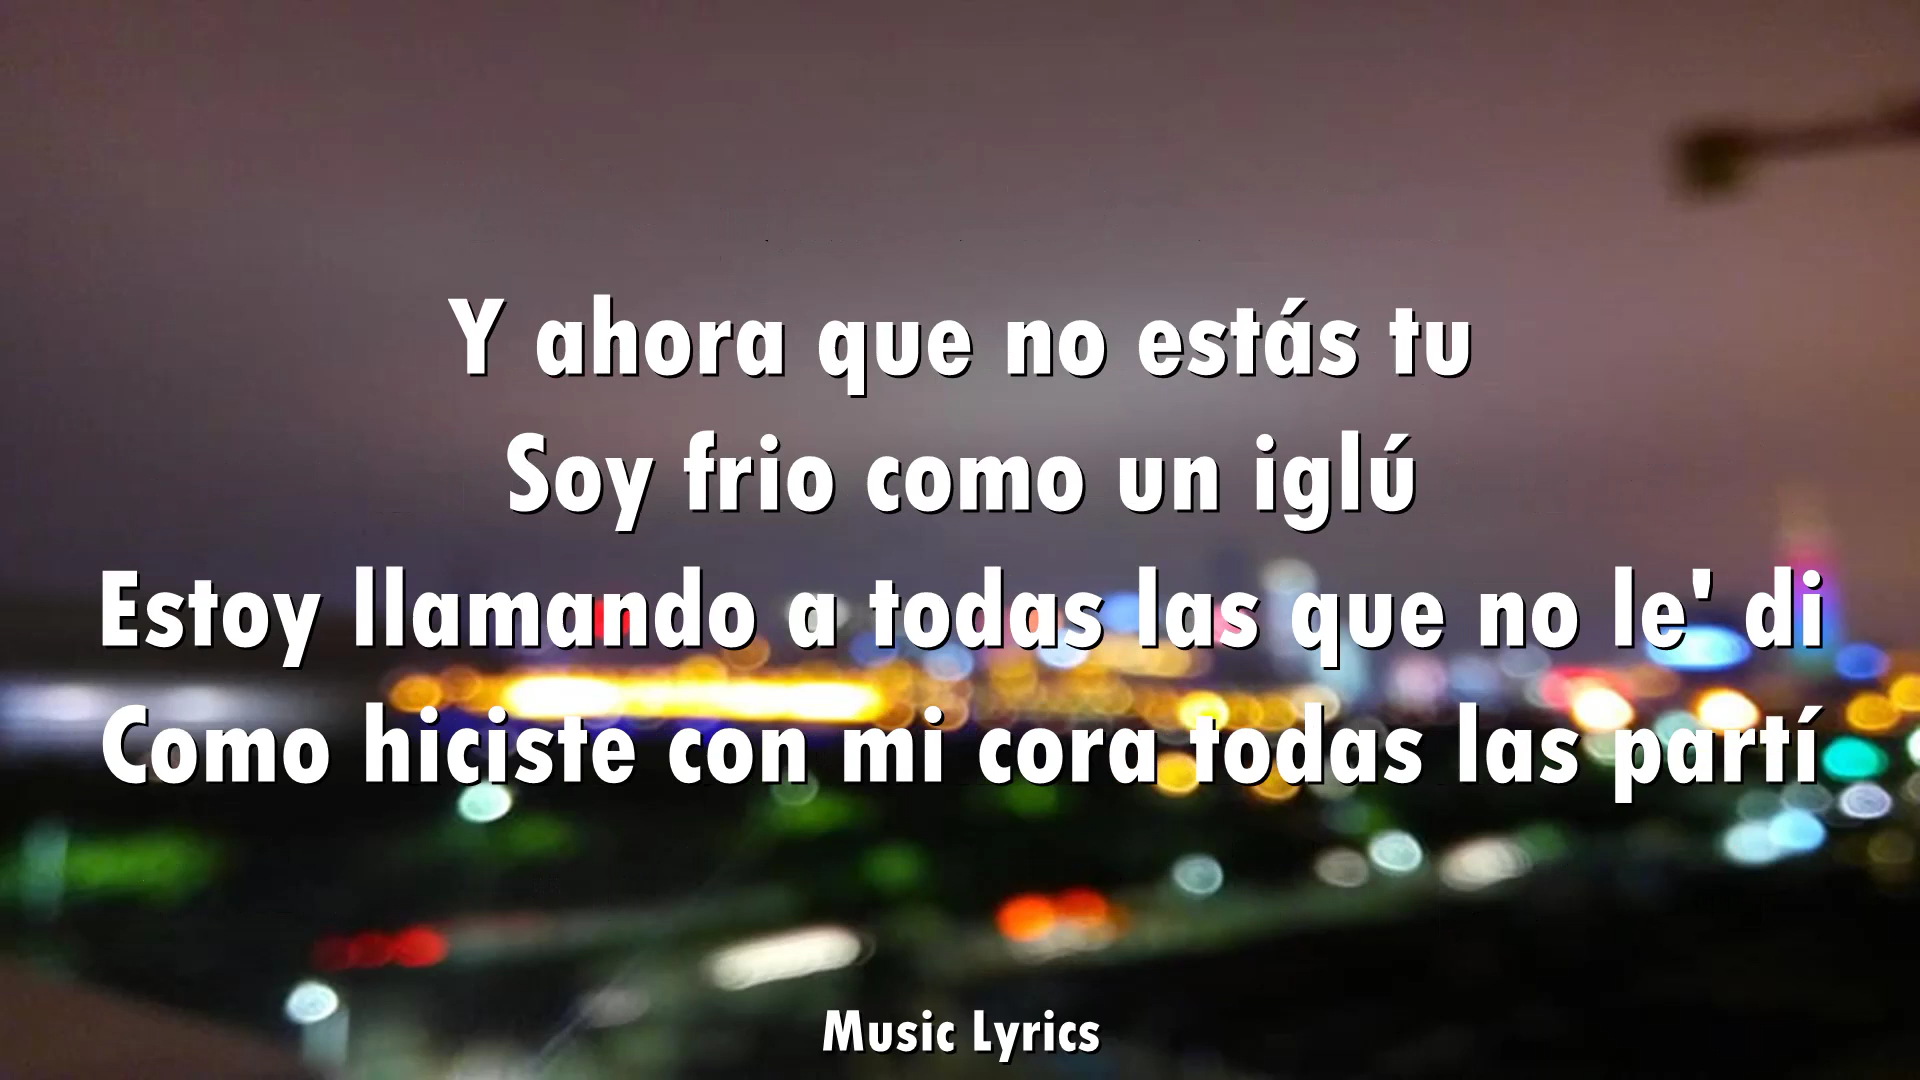 Y ahora que no estás tu
Soy frio como un iglú
Estoy llamando a todas las que no le' di
Como hiciste con mi cora todas las partí
Music Lyrics